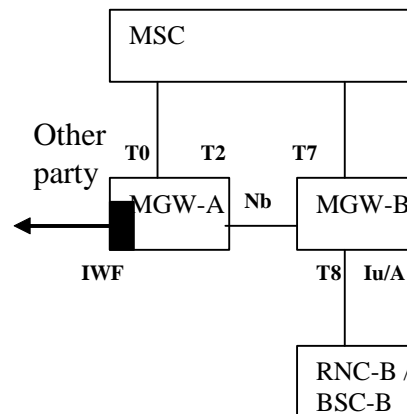 MSC
Other
party
T0
T2
T7
MGW-A
Nb
MGW-B
IWF
T8
Iu/A
RNC-B /
BSC-B